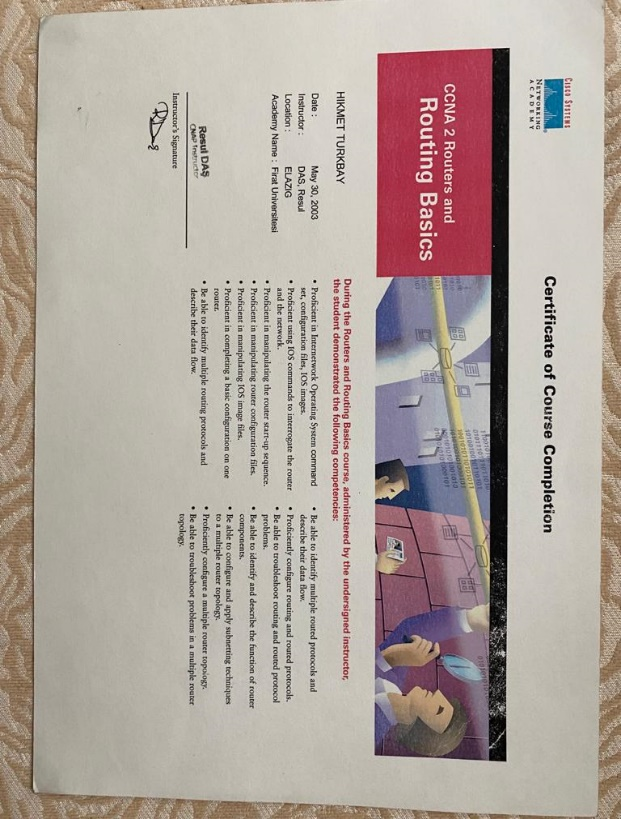 CISCO SYSTEMS
NETWORKING
ACADEMY
Certificate of Course Completion
CCNA 2 Routers and
Routing Basics
HIKMET TURKBAY
Date : May 30, 2003
Instructor : DAS, Resul
Location : ELAZIG
Academy Name : Firat Universitesi
Resul DAŞ
CNAP Instructor
Instructor's Signature
During the Routers and Routing Basics course, administered by the undersigned instructor,
the student demonstrated the following competencies:
• Proficient in Internetwork Operating System command
set, configuration files, IOS images.
• Proficient using IOS commands to interrogate the router
and the network.
• Proficient in manipulating the router start-up sequence.
• Proficient in manipulating router configuration files.
• Proficient in manipulating IOS image files.
• Proficient in completing a basic configuration on one
router.
• Be able to identify multiple routing protocols and
describe their data flow.
• Be able to identify multiple routed protocols and
describe their data flow.
• Proficiently configure routing and routed protocols.
• Be able to troubleshoot routing and routed protocol
problems.
• Be able to identify and describe the function of router
components.
• Be able to configure and apply subnetting techniques
to a multiple router topology.
• Proficiently configure a multiple router topology.
• Be able to troubleshoot problems in a multiple router
topology.